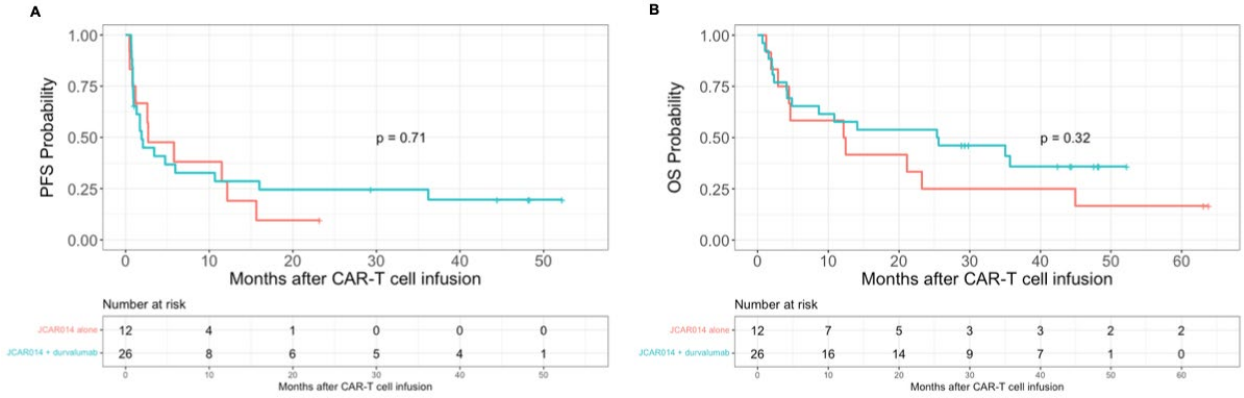 A
1.00
0.75
0.50
0.25
0.00
PFS Probability
p = 0.71
0 10 20 30 40 50
Months after CAR-T cell infusion
Number at risk
JCAR014 alone 12 4 1 0 0 0
JCAR014 + durvalumab 26 8 6 5 4 1
0 10 20 30 40 50
Months after CAR-T cell infusion
B
1.00
0.75
0.50
0.25
0.00
OS Probability
p = 0.32
0 10 20 30 40 50 60
Months after CAR-T cell infusion
Number at risk
JCAR014 alone 12 7 5 3 3 2 2
JCAR014 + durvalumab 26 16 14 9 7 1 0
0 10 20 30 40 50 60
Months after CAR-T cell infusion